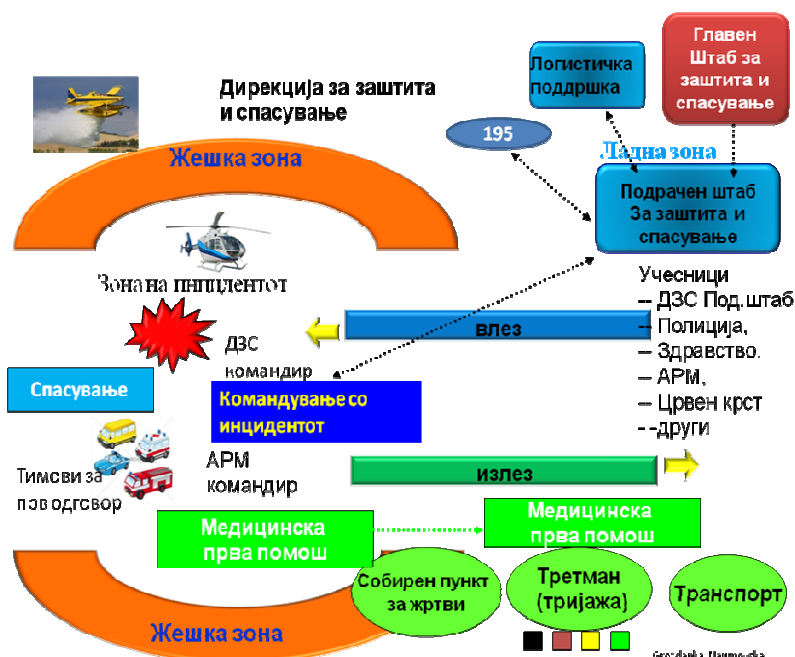 Главен
Штаб за
заштита и
спасување
Логистичка
поддршка
Дирекција за заштита
и спасување
195
Жешка зона
Ладна зона
Подрачен штаб
За заштита и
спасување
Зона на инцидентот
Учесници
-- ДЗС Под.штаб
-- Полиција,
-- Здравство.
-- АРМ,
-- Црвен крст
--други
влез
ДЗС
командир
Спасување
Командување со
инцидентот
АРМ
командир
излез
Тимови за
Медицинска
прва помош
Медицинска
прва помош
Собирен пункт
за жртви
Третман
(тријажа)
Транспорт
Жешка зона